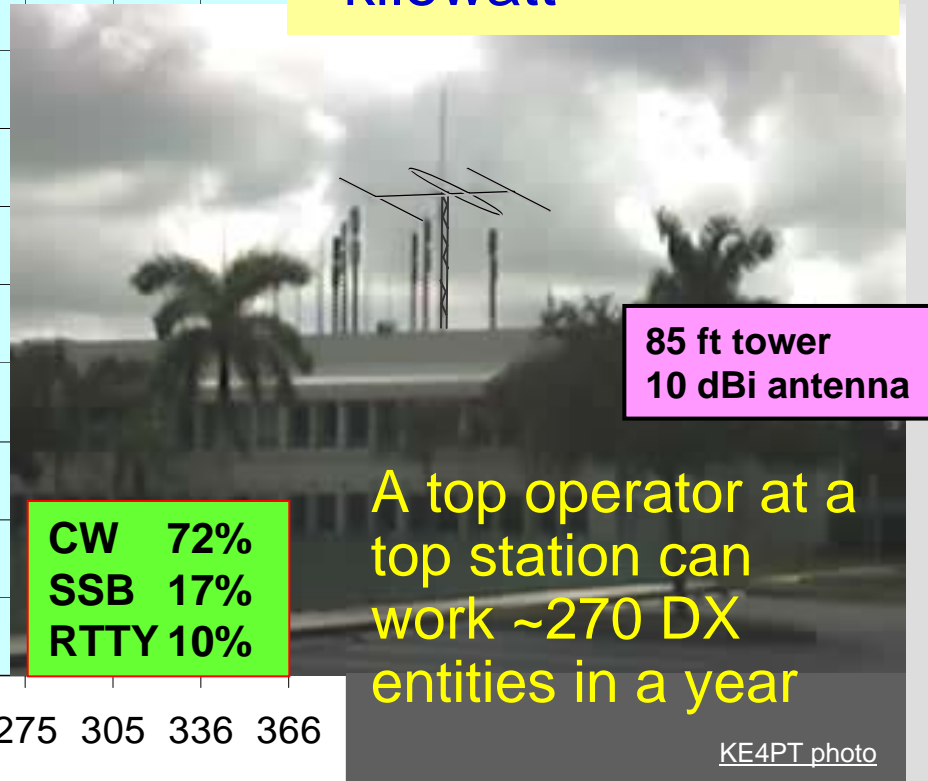 kilowatt
85 ft tower
10 dBi antenna
CW 72%
SSB 17%
RTTY 10%
A top operator at a
top station can
work ~270 DX
entities in a year
275 305 336 366
KE4PT photo